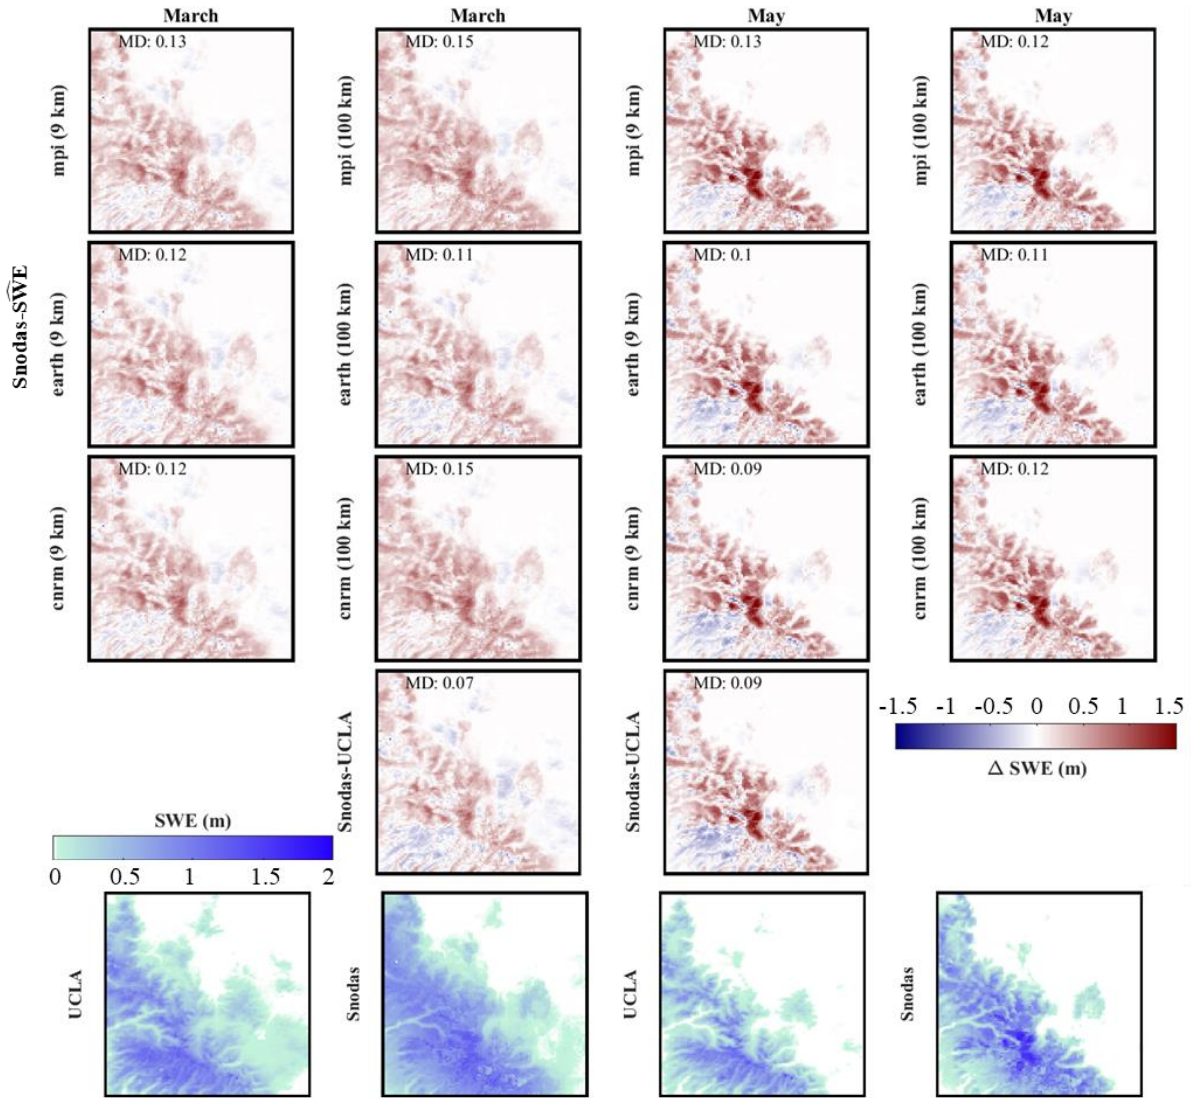 March March May May
MD: 0.13 MD: 0.15 MD: 0.13 MD: 0.12
mpi (9 km) mpi (100 km) mpi (9 km) mpi (100 km)
MD: 0.12 MD: 0.11 MD: 0.1 MD: 0.11
Snodas-SWE͡
earth (9 km) earth (100 km) earth (9 km) earth (100 km)
MD: 0.12 MD: 0.15 MD: 0.09 MD: 0.12
cnrm (9 km) cnrm (100 km) cnrm (9 km) cnrm (100 km)
MD: 0.07 MD: 0.09
Snodas-UCLA Snodas-UCLA
-1.5 -1 -0.5 0 0.5 1 1.5
△ SWE (m)
SWE (m)
0 0.5 1 1.5 2
UCLA Snodas UCLA Snodas